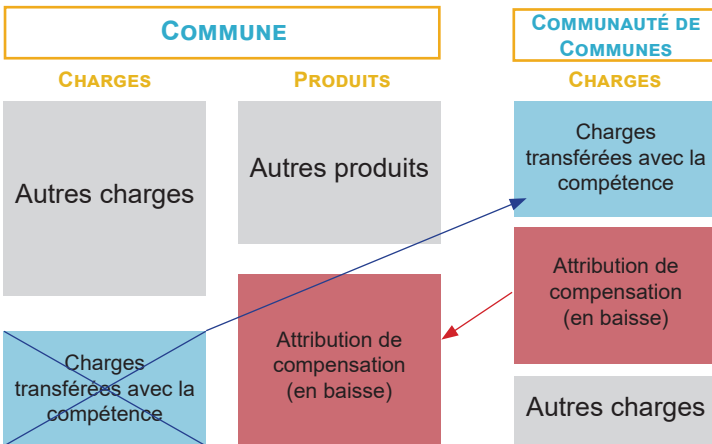 COMMUNE
COMMUNAUTÉ DE
COMMUNES
CHARGES
PRODUITS
CHARGES
Autres charges
Autres produits
Charges
transférées avec la
compétence
Attribution de
compensation
(en baisse)
Charges
transférées avec la
compétence
Attribution de
compensation
(en baisse)
Autres charges